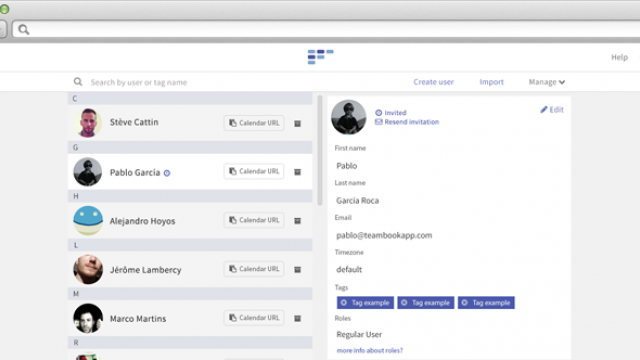 Help
Search by user or tag name
Create user
Import
Manage
C
Stève Cattin
Calendar URL
G
Pablo García
Calendar URL
H
Alejandro Hoyos
Calendar URL
L
Jérôme Lambercy
Calendar URL
M
Marco Martins
Calendar URL
R
Invited
Resend invitation
Edit
First name
Pablo
Last name
García Roca
Email
pablo@teambookapp.com
Timezone
default
Tags
Tag example Tag example Tag example
Roles
Regular User
more info about roles?